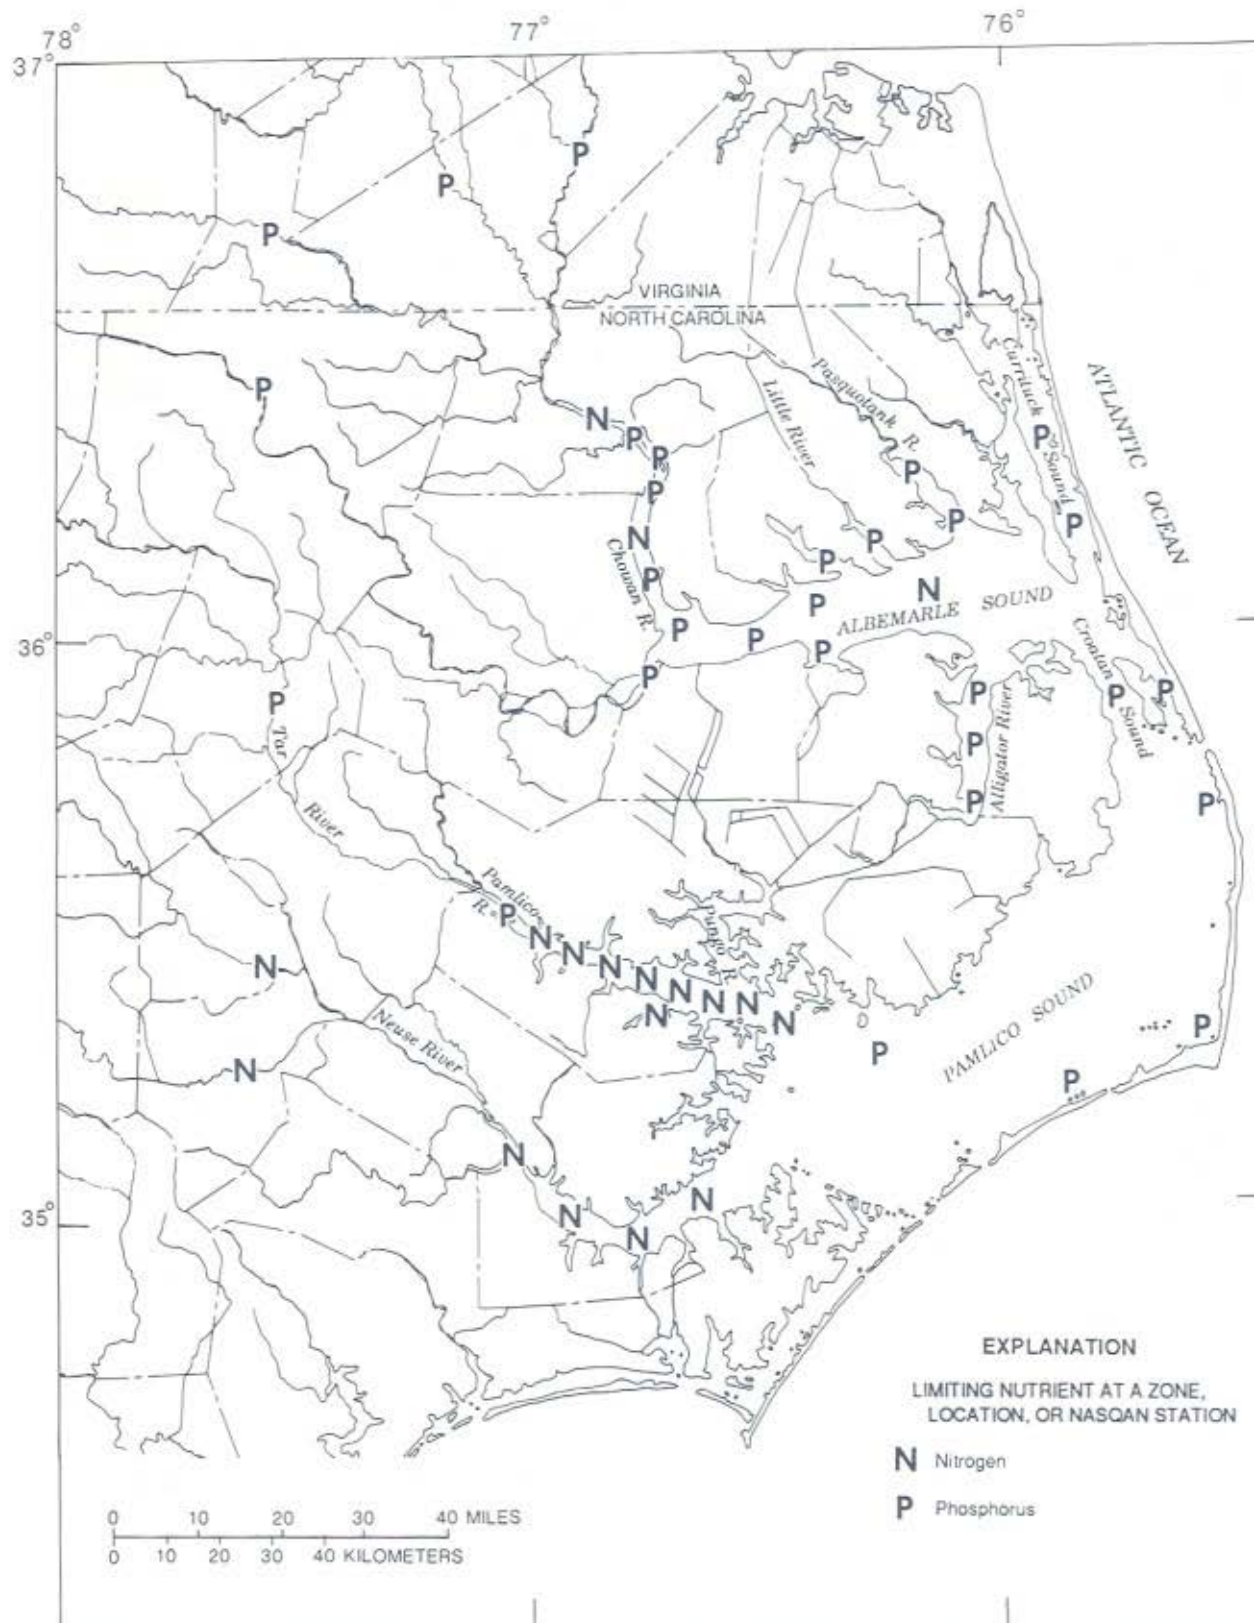 78°
77°
76°
37°
P
P
P
VIRGINIA
NORTH CAROLINA
P
N
P
P
P
N
P
Chowan R.
Little River
Pasquotank R.
P
P
P
P
Currituck Sound
P
P
ATLANTIC OCEAN
N
P
ALBEMARLE SOUND
P
P
P
P
36°
P
Tar River
P
P
P
Alligator River
Croatan Sound
P
P
P
Pamlico R.
P
N
N
N
N
N
N
N
N
N
Pungo R.
P
PAMLICO SOUND
P
P
N
N
Neuse River
N
N
N
N
35°
EXPLANATION
LIMITING NUTRIENT AT A ZONE,
LOCATION, OR NASQAN STATION
N Nitrogen
P Phosphorus
0 10 20 30 40 MILES
0 10 20 30 40 KILOMETERS